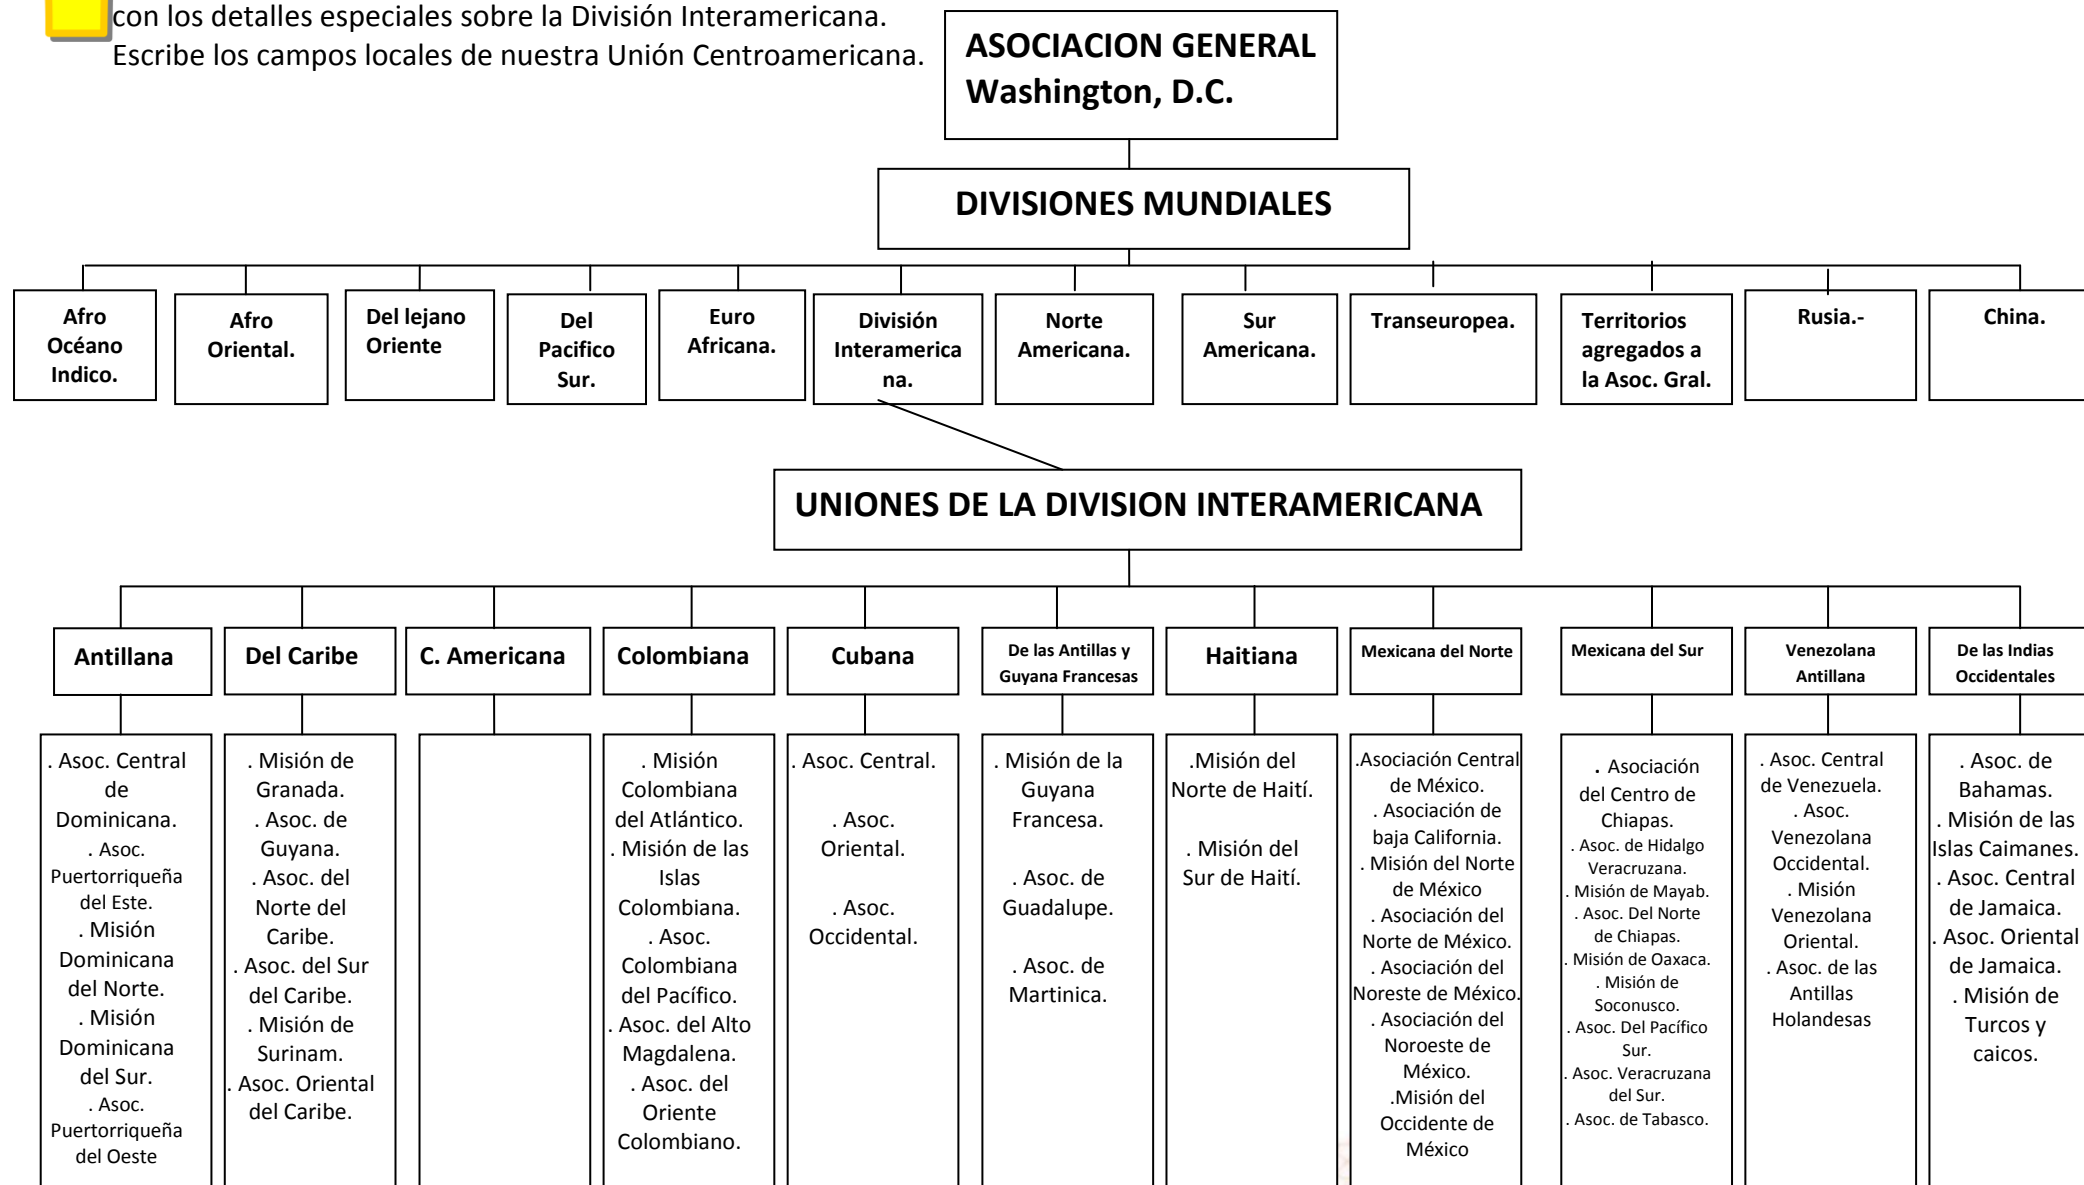 con los detalles especiales sobre la División Interamericana.
Escribe los campos locales de nuestra Unión Centroamericana.
ASOCIACION GENERAL
Washington, D.C.
DIVISIONES MUNDIALES
Afro
Océano
Indico.
Afro
Oriental.
Del lejano
Oriente
Del
Pacifico
Sur.
Euro
Africana.
División
Interamerica
na.
Norte
Americana.
Sur
Americana.
Transeuropea.
Territorios
agregados a
la Asoc. Gral.
Rusia.-
China.
UNIONES DE LA DIVISION INTERAMERICANA
Antillana
Del Caribe
C. Americana
Colombiana
Cubana
De las Antillas y
Guyana Francesas
Haitiana
Mexicana del Norte
Mexicana del Sur
Venezolana
Antillana
De las Indias
Occidentales
. Asoc. Central
de
Dominicana.
. Asoc.
Puertorriqueña
del Este.
. Misión
Dominicana
del Norte.
. Misión
Dominicana
del Sur.
. Asoc.
Puertorriqueña
del Oeste
. Misión de
Granada.
. Asoc. de
Guyana.
. Asoc. del
Norte del
Caribe.
. Asoc. del Sur
del Caribe.
. Misión de
Surinam.
. Asoc. Oriental
del Caribe.
. Misión
Colombiana
del Atlántico.
. Misión de las
Islas
Colombiana.
. Asoc.
Colombiana
del Pacífico.
. Asoc. del Alto
Magdalena.
. Asoc. del
Oriente
Colombiano.
. Asoc. Central.
. Asoc.
Oriental.
. Asoc.
Occidental.
. Misión de la
Guyana
Francesa.
. Asoc. de
Guadalupe.
. Asoc. de
Martinica.
.Misión del
Norte de Haití.
. Misión del
Sur de Haití.
.Asociación Central
de México.
. Asociación de
baja California.
. Misión del Norte
de México
. Asociación del
Norte de México.
. Asociación del
Noreste de México.
. Asociación del
Noroeste de
México.
.Misión del
Occidente de
México
. Asociación
del Centro de
Chiapas.
. Asoc. de Hidalgo
Veracruzana.
. Misión de Mayab.
. Asoc. Del Norte
de Chiapas.
. Misión de Oaxaca.
. Misión de
Soconusco.
. Asoc. Del Pacífico
Sur.
. Asoc. Veracruzana
del Sur.
. Asoc. de Tabasco.
. Asoc. Central
de Venezuela.
. Asoc.
Venezolana
Occidental.
. Misión
Venezolana
Oriental.
. Asoc. de las
Antillas
Holandesas
. Asoc. de
Bahamas.
. Misión de las
Islas Caimanes.
. Asoc. Central
de Jamaica.
. Asoc. Oriental
de Jamaica.
. Misión de
Turcos y
caicos.